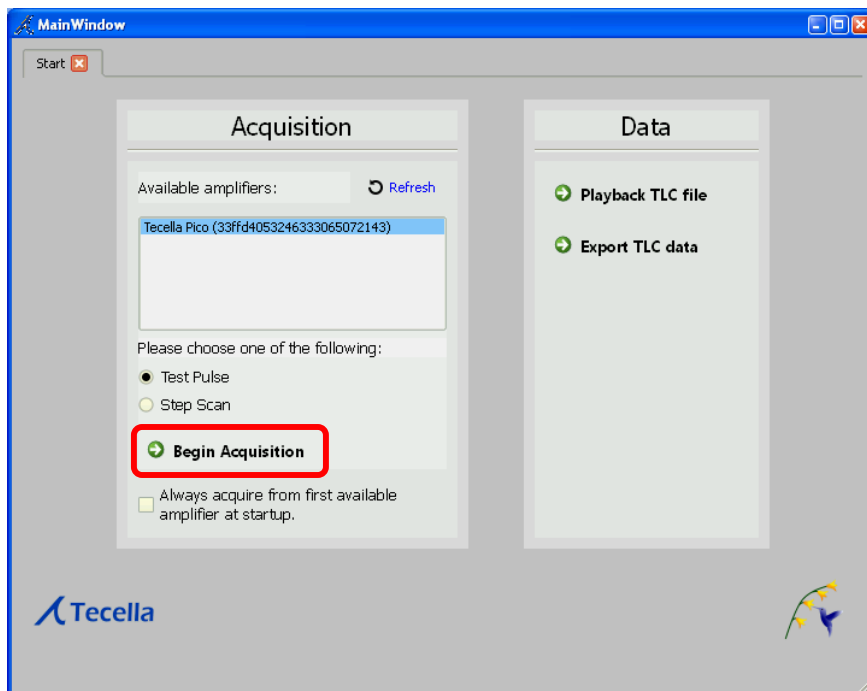 MainWindow
Start
Acquisition
Available amplifiers:
Refresh
Tecella Pico (33ffd4053246333065072143)
Please choose one of the following:
Test Pulse
Step Scan
Begin Acquisition
Always acquire from first available
amplifier at startup.
Data
Playback TLC file
Export TLC data
Tecella